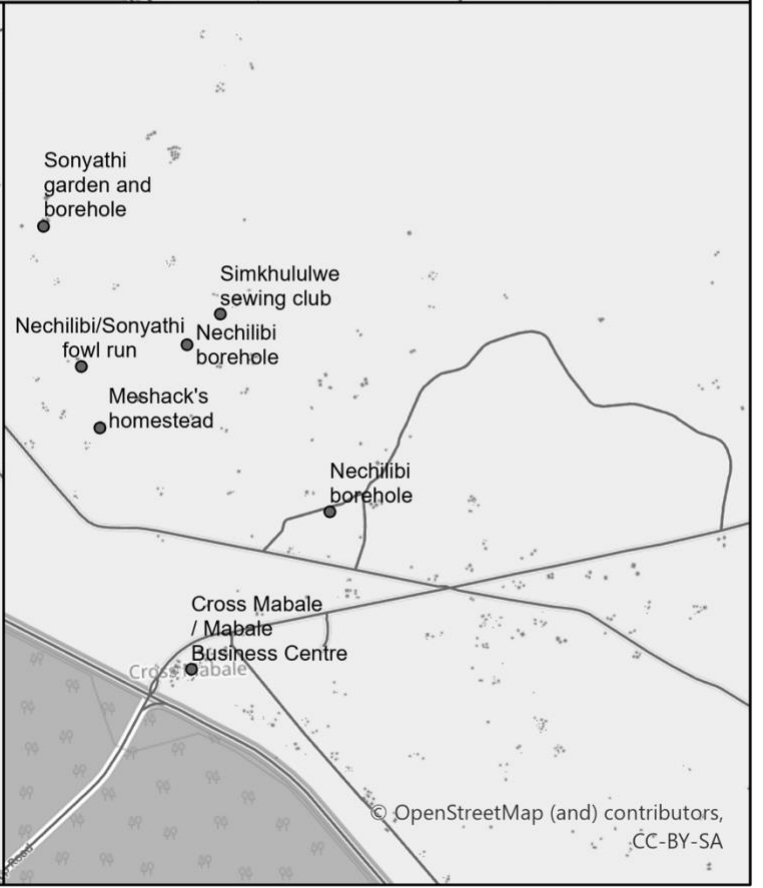 Sonyathi
garden and
borehole
Simkhululwe
sewing club
Nechilibi/Sonyathi
fowl run
Nechilibi
borehole
Meshack's
homestead
Nechilibi
borehole
Cross Mabale
/ Mabale
Business Centre
Cross Mabale
Road
© OpenStreetMap (and) contributors,
CC-BY-SA